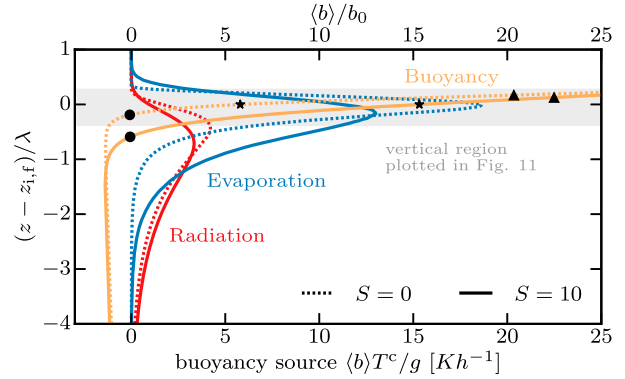 ⟨b⟩/b₀
0 5 10 15 20 25
1
0
−1
−2
−3
−4
(z − z_{i,f})/λ
Buoyancy
vertical region
plotted in Fig. 11
Evaporation
Radiation
S = 0 S = 10
0 5 10 15 20 25
buoyancy source ⟨b⟩T^c/g [Kh⁻¹]